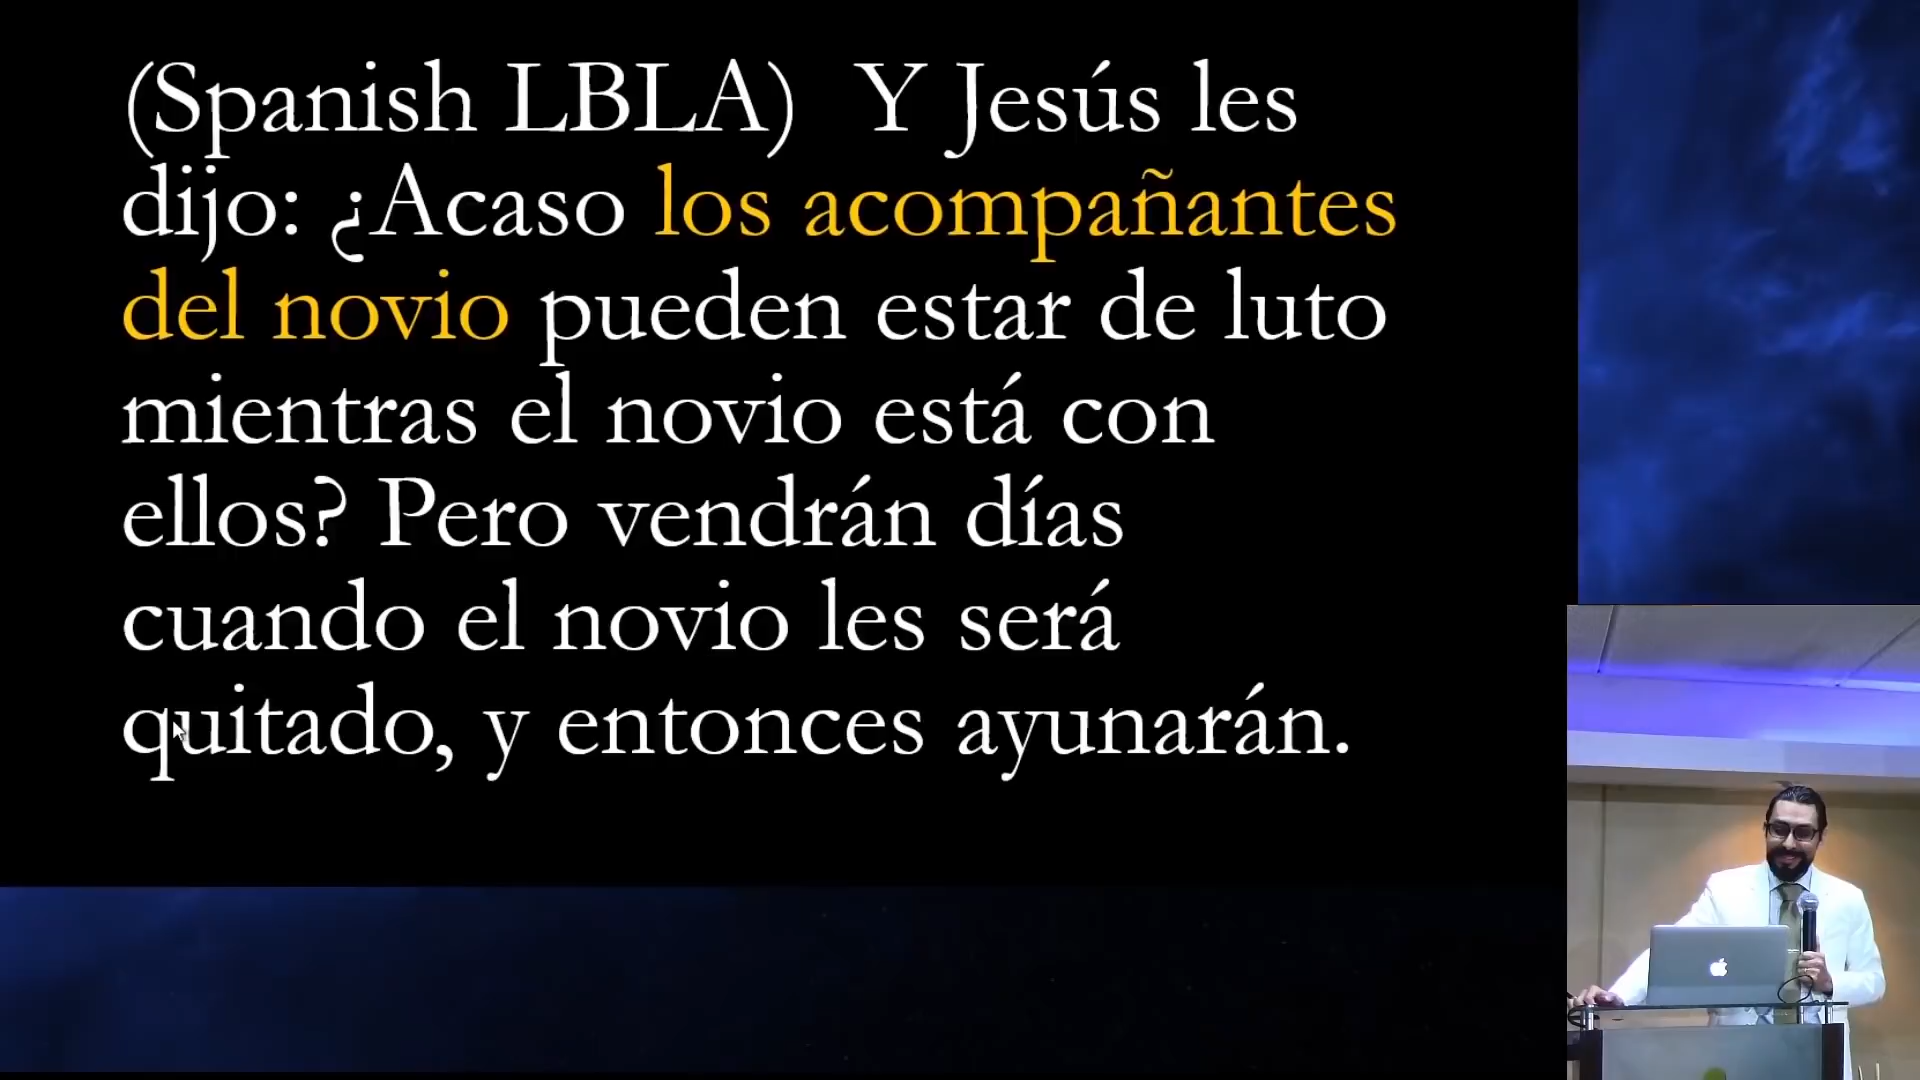 (Spanish LBLA)  Y Jesús les
dijo: ¿Acaso los acompañantes
del novio pueden estar de luto
mientras el novio está con
ellos? Pero vendrán días
cuando el novio les será
quitado, y entonces ayunarán.